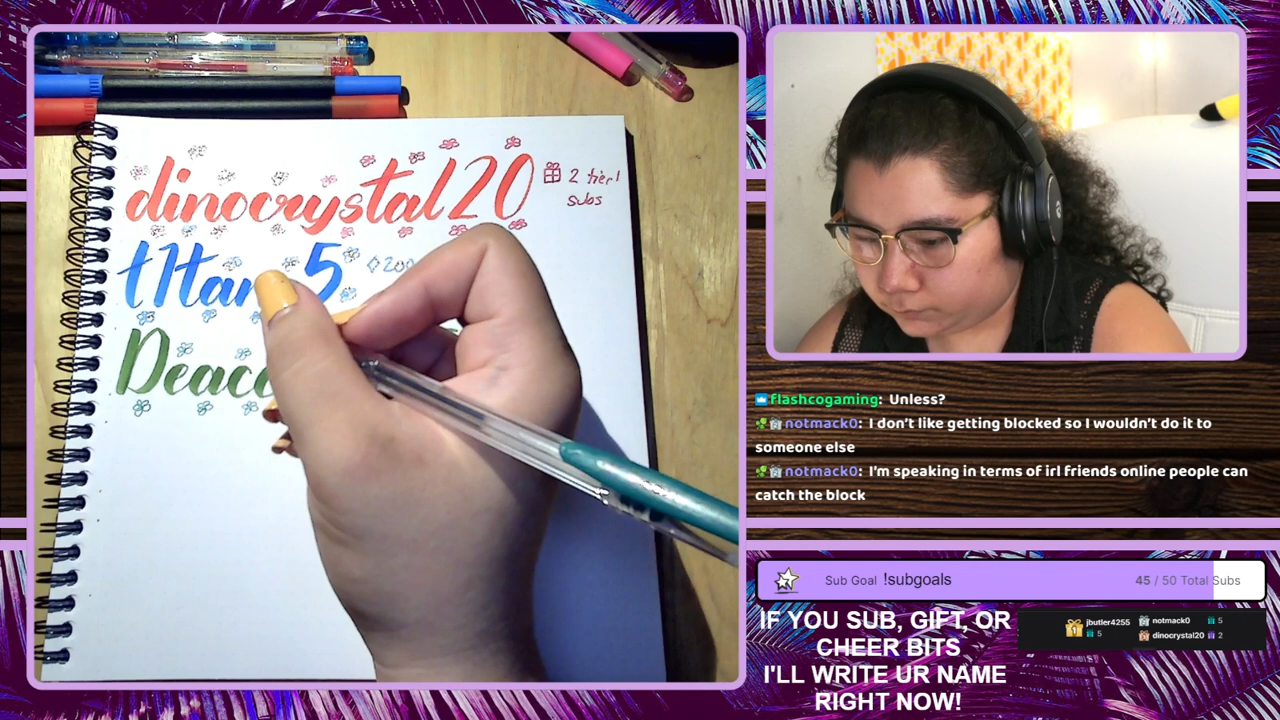 dinocrystal20
2 tier 1
subs
flashcogaming: Unless?
notmack0: I don't like getting blocked so I wouldn't do it to
someone else
notmack0: I'm speaking in terms of irl friends online people can
catch the block
Sub Goal !subgoals 45 / 50 Total Subs
IF YOU SUB, GIFT, OR
CHEER BITS
I'LL WRITE UR NAME
RIGHT NOW!
1 jbutler4255 5
notmack0 5
dinocrystal20 2